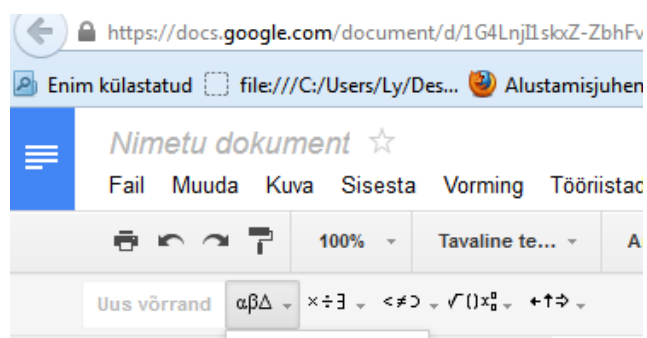 https://docs.google.com/document/d/1G4LnjI1skxZ-ZbhFv
Enim külastatud file:///C:/Users/Ly/Des... Alustamisjuhen
Nimetu dokument ☆
Fail Muuda Kuva Sisesta Vorming Tööriistad
100% Tavaline te... A
Uus võrrand αβΔ ×÷∃ <≠⊃ √()x ←↑⇒